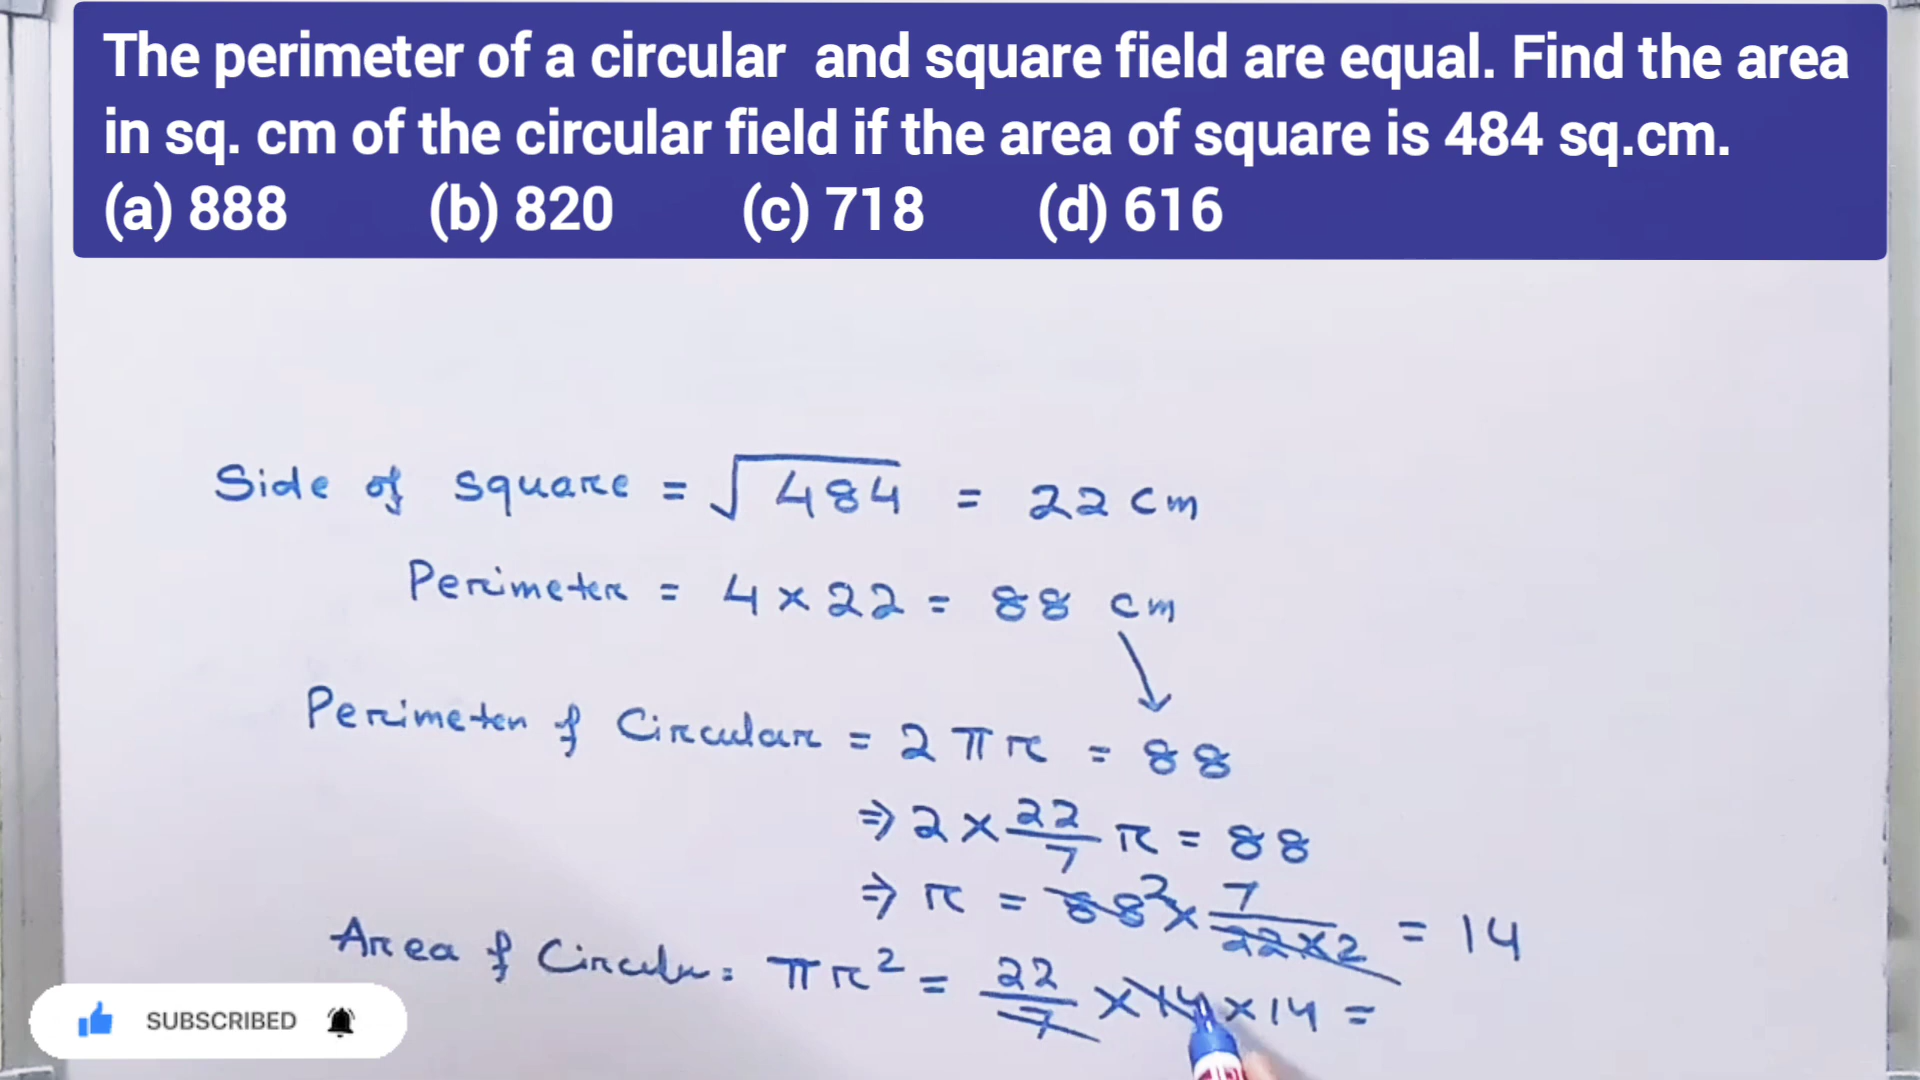 The perimeter of a circular and square field are equal. Find the area
in sq. cm of the circular field if the area of square is 484 sq.cm.
(a) 888 (b) 820 (c) 718 (d) 616
Side of square = √484 = 22 cm
Perimeter = 4 × 22 = 88 cm
Perimeter of Circular = 2πr = 88
⇒ 2 × 22/7 r = 88
⇒ r = 88² × 7/22×2 = 14
Area of Circular = πr² = 22/7 × 14 × 14 =
SUBSCRIBED